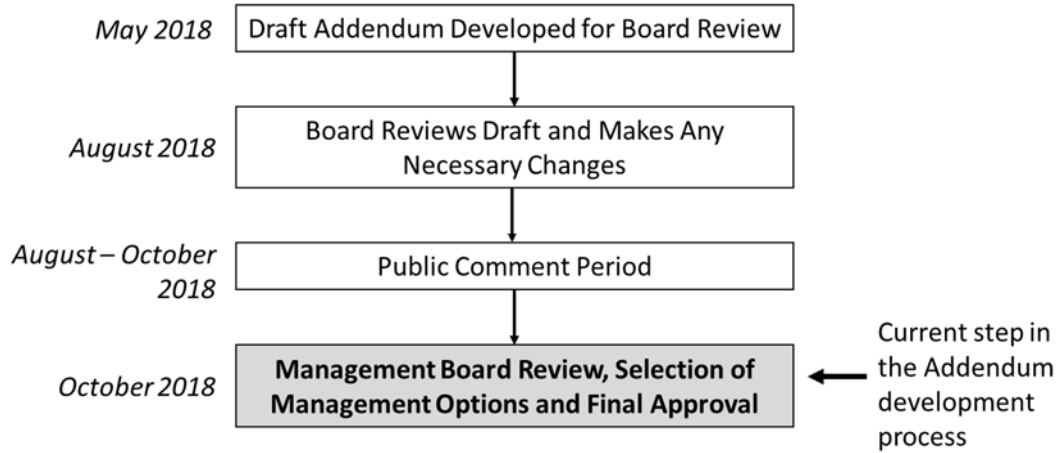 May 2018
Draft Addendum Developed for Board Review
August 2018
Board Reviews Draft and Makes Any
Necessary Changes
August – October
2018
Public Comment Period
October 2018
Management Board Review, Selection of
Management Options and Final Approval
Current step in
the Addendum
development
process